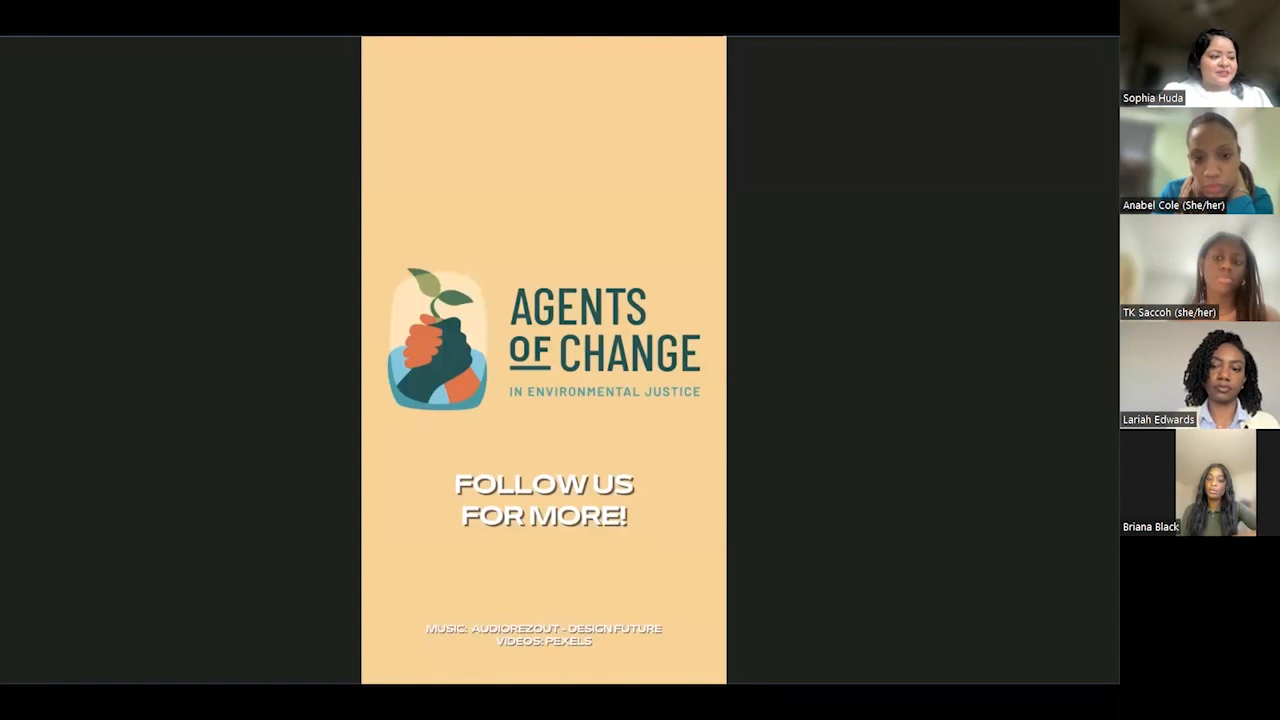 AGENTS
OF CHANGE
IN ENVIRONMENTAL JUSTICE
FOLLOW US
FOR MORE!
MUSIC: AUDIOREZOUT - DESIGN FUTURE
VIDEOS: PEXELS
Sophia Huda
Anabel Cole (She/her)
TK Saccoh (she/her)
Lariah Edwards
Briana Black